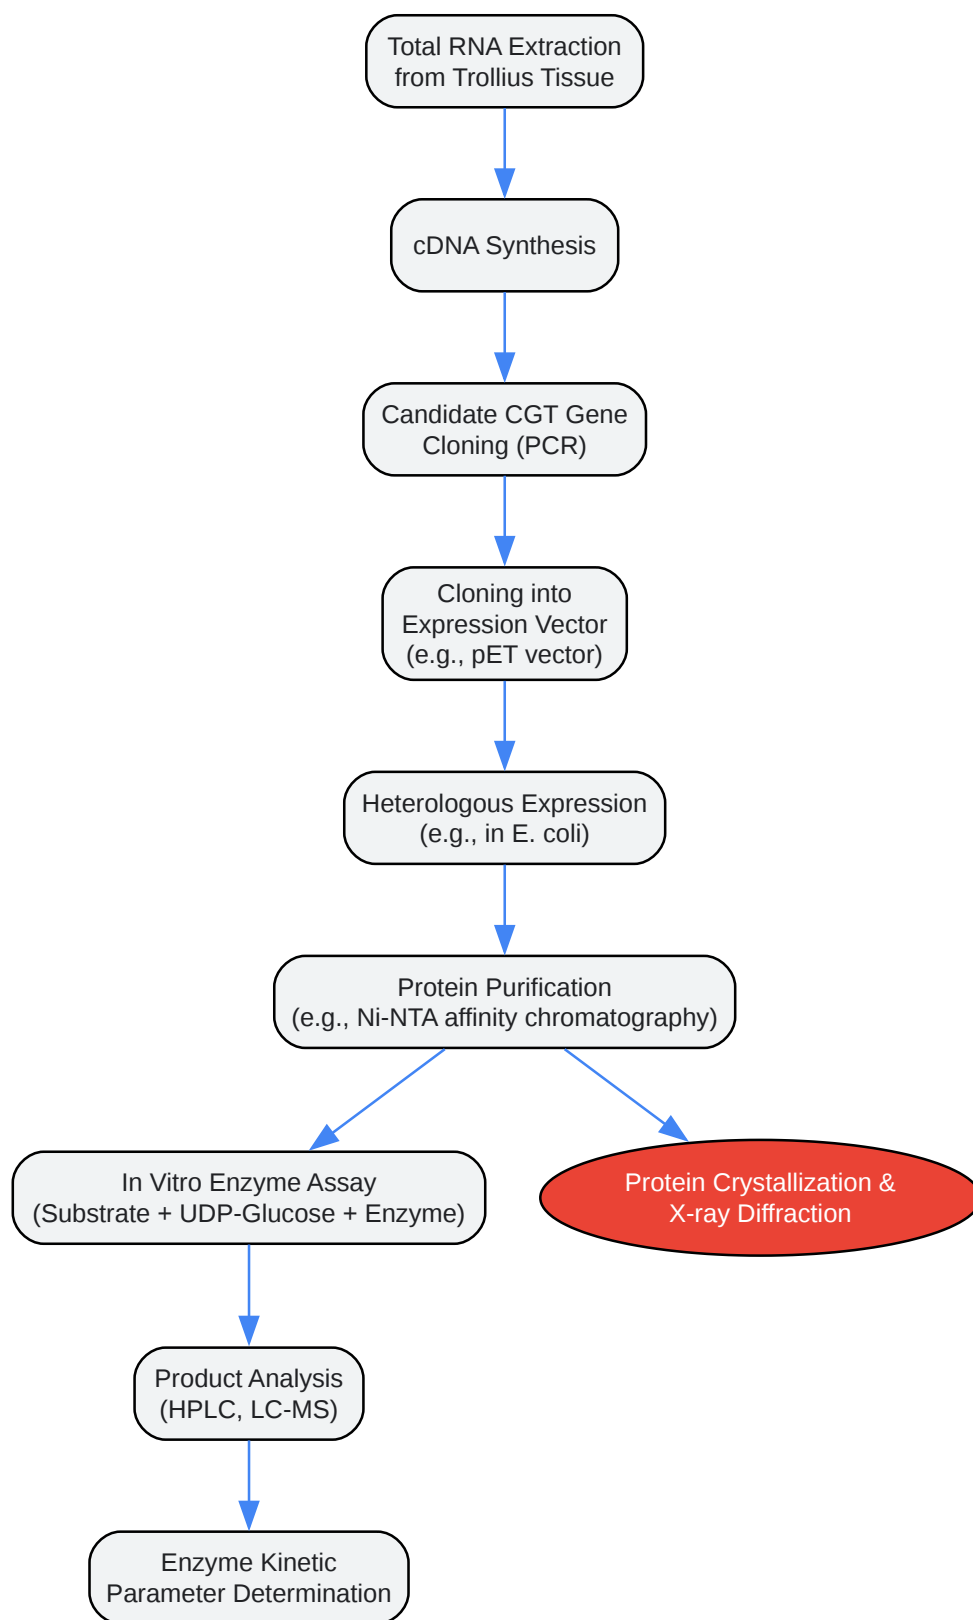 Total RNA Extraction
from Trollius Tissue
cDNA Synthesis
Candidate CGT Gene
Cloning (PCR)
Cloning into
Expression Vector
(e.g., pET vector)
Heterologous Expression
(e.g., in E. coli)
Protein Purification
(e.g., Ni-NTA affinity chromatography)
In Vitro Enzyme Assay
(Substrate + UDP-Glucose + Enzyme)
Protein Crystallization &
X-ray Diffraction
Product Analysis
(HPLC, LC-MS)
Enzyme Kinetic
Parameter Determination